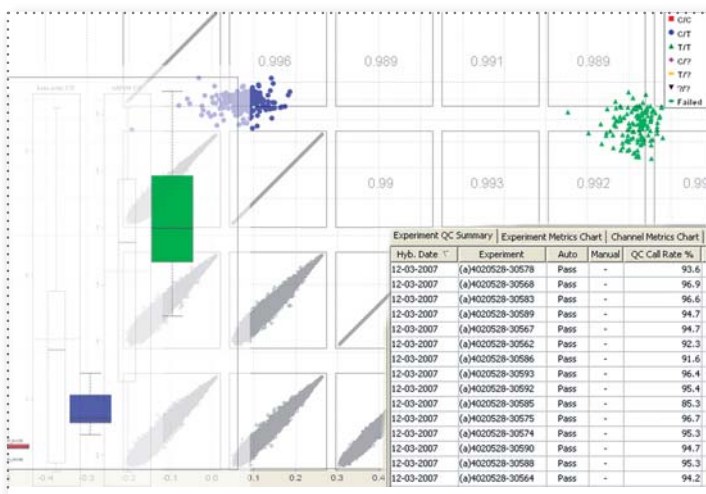 C/C
C/T
T/T
C/?
T/?
?/?
Failed
0.996 0.989 0.991 0.989
0.99 0.993 0.992
Experiment QC Summary Experiment Metrics Chart Channel Metrics Chart
Hyb. Date Experiment Auto Manual QC Call Rate %
12-03-2007 (a)4020528-30578 Pass - 93.6
12-03-2007 (a)4020528-30568 Pass - 96.9
12-03-2007 (a)4020528-30583 Pass - 96.6
12-03-2007 (a)4020528-30589 Pass - 94.7
12-03-2007 (a)4020528-30567 Pass - 94.7
12-03-2007 (a)4020528-30562 Pass - 92.3
12-03-2007 (a)4020528-30586 Pass - 91.6
12-03-2007 (a)4020528-30593 Pass - 96.4
12-03-2007 (a)4020528-30592 Pass - 95.4
12-03-2007 (a)4020528-30585 Pass - 85.3
12-03-2007 (a)4020528-30575 Pass - 96.7
12-03-2007 (a)4020528-30574 Pass - 95.3
12-03-2007 (a)4020528-30590 Pass - 94.7
12-03-2007 (a)4020528-30588 Pass - 95.3
12-03-2007 (a)4020528-30564 Pass - 94.2
-0.4 -0.3 -0.2 -0.1 0.0 0.1 0.2 0.3 0.4